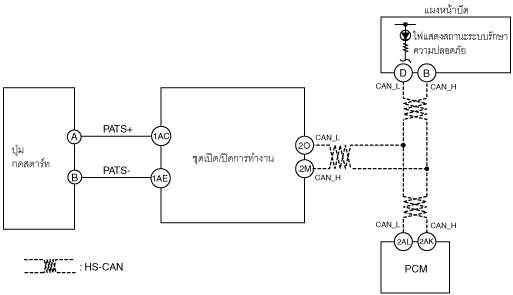 แผงหน้าปัด
ไฟแสดงสถานะระบบรักษา
ความปลอดภัย
D
B
CAN_L
CAN_H
ปุ่ม
กดสตาร์ท
A
PATS+
1AC
B
PATS-
1AE
ชุดเปิด/ปิดการทำงาน
2O
CAN_L
2M
CAN_H
CAN_L
CAN_H
2AL
2AK
PCM
: HS-CAN